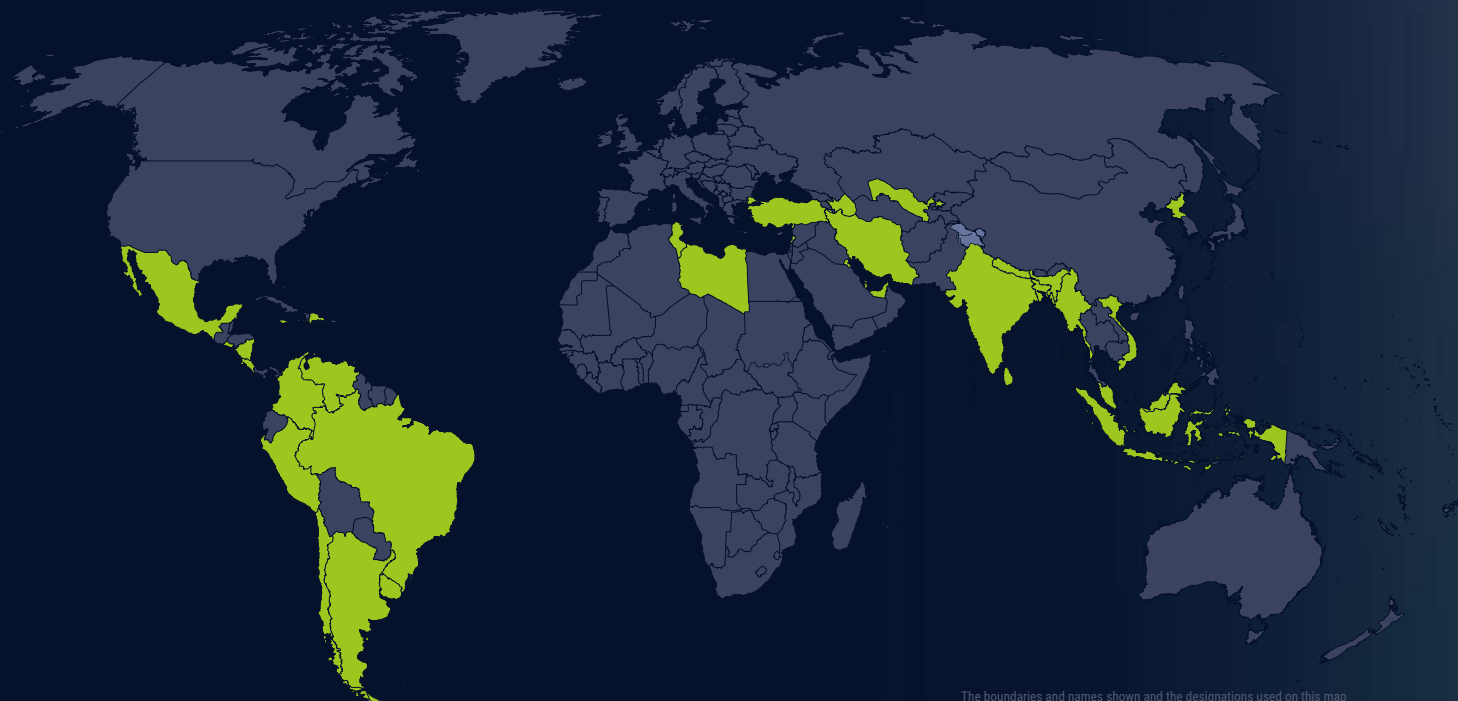 The boundaries and names shown and the designations used on this map